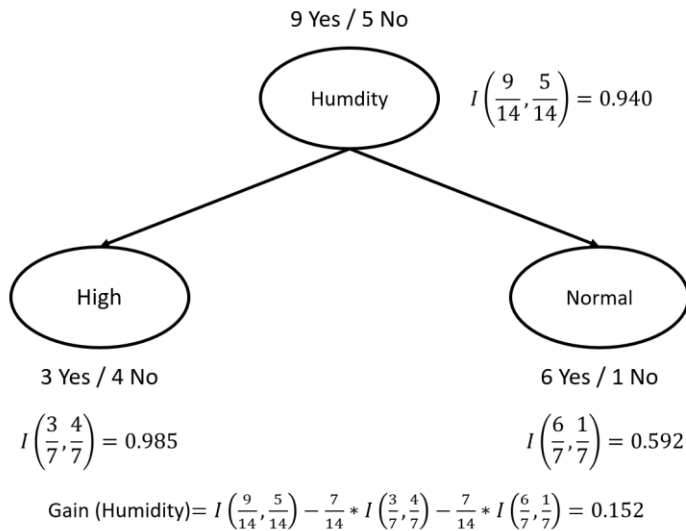 9 Yes / 5 No
Humdity
I(9/14, 5/14) = 0.940
High
Normal
3 Yes / 4 No
6 Yes / 1 No
I(3/7, 4/7) = 0.985
I(6/7, 1/7) = 0.592
Gain (Humidity)= I(9/14, 5/14) − 7/14 * I(3/7, 4/7) − 7/14 * I(6/7, 1/7) = 0.152